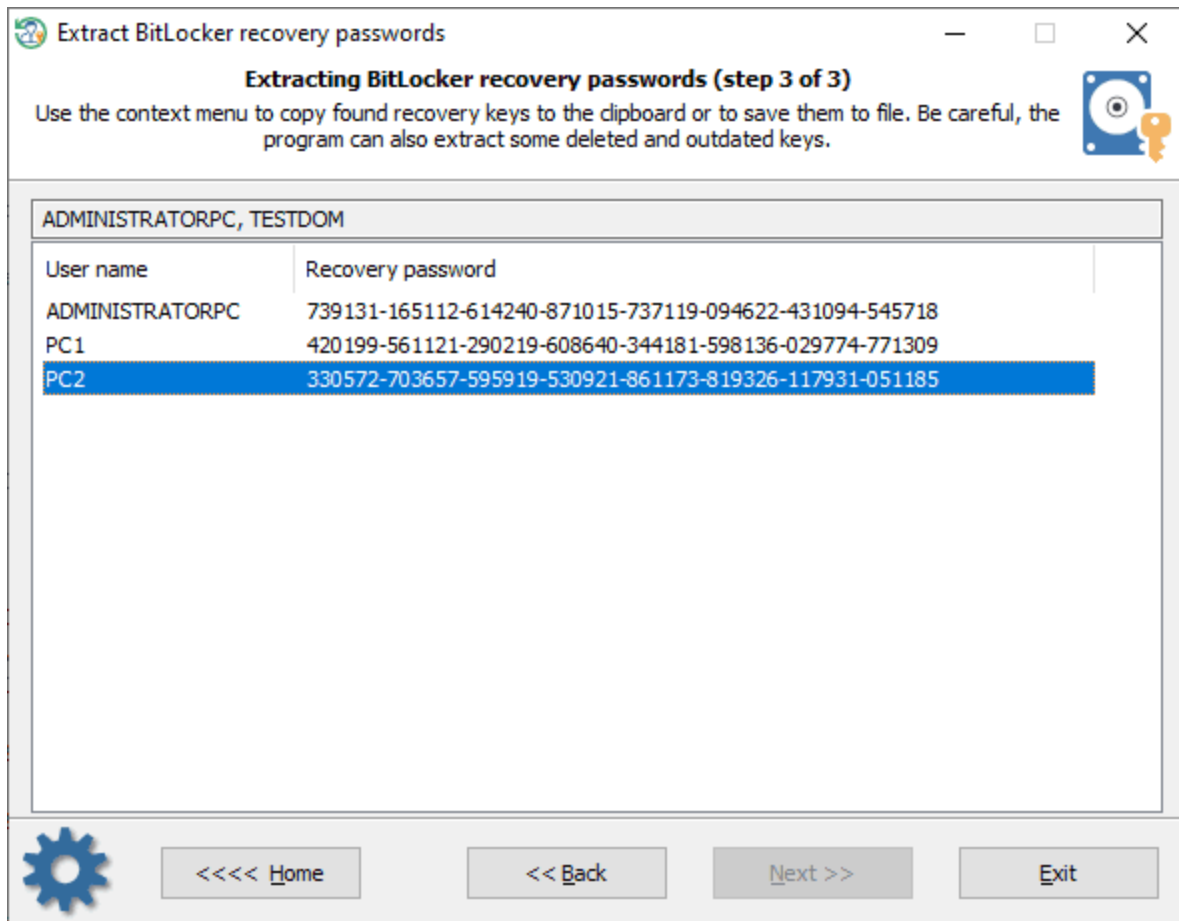 Extract BitLocker recovery passwords
Extracting BitLocker recovery passwords (step 3 of 3)
Use the context menu to copy found recovery keys to the clipboard or to save them to file. Be careful, the
program can also extract some deleted and outdated keys.
ADMINISTRATORPC, TESTDOM
User name Recovery password
ADMINISTRATORPC 739131-165112-614240-871015-737119-094622-431094-545718
PC1 420199-561121-290219-608640-344181-598136-029774-771309
PC2 330572-703657-595919-530921-861173-819326-117931-051185
<<<< Home << Back Next >> Exit